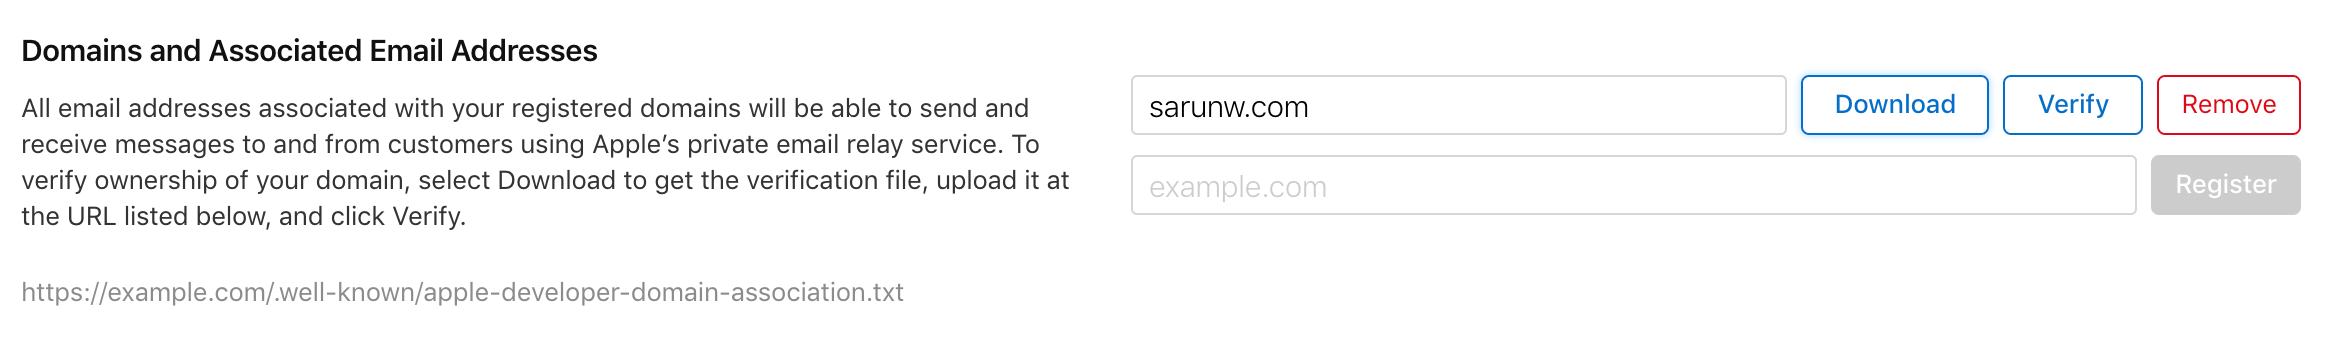 Domains and Associated Email Addresses
All email addresses associated with your registered domains will be able to send and
receive messages to and from customers using Apple’s private email relay service. To
verify ownership of your domain, select Download to get the verification file, upload it at
the URL listed below, and click Verify.
https://example.com/.well-known/apple-developer-domain-association.txt
sarunw.com Download Verify Remove
example.com Register